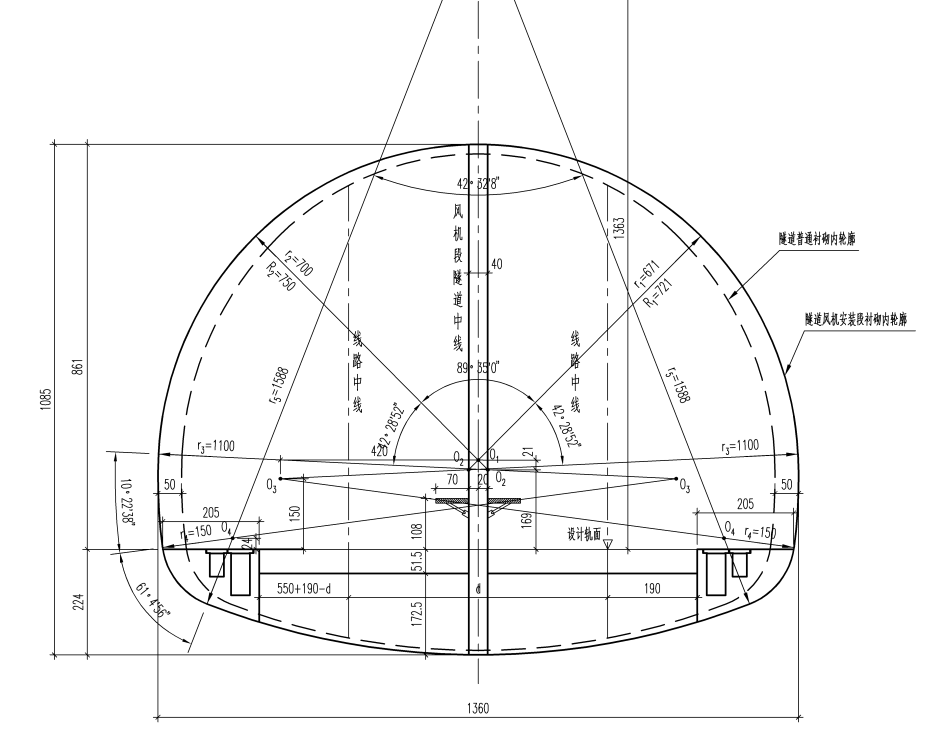 42°32'8"
风机段隧道中线
1363
隧道普通衬砌内轮廓
40
r₂=700
R₂=750
r₁=671
R₁=721
隧道风机安装段衬砌内轮廓
线路中线
线路中线
861
1085
89°35'0"
r₅=1588
r₅=1588
42°28'52"
42°28'52"
r₃=1100
r₃=1100
420
O₂
O₁
21
O₃
70
20
O₂
O₃
50
50
10°22'38"
205
205
150
169
r₄=150
O₄
24
108
设计轨面
O₄
r₄=150
51.5
550+190-d
d
190
61°4'56"
224
172.5
1360